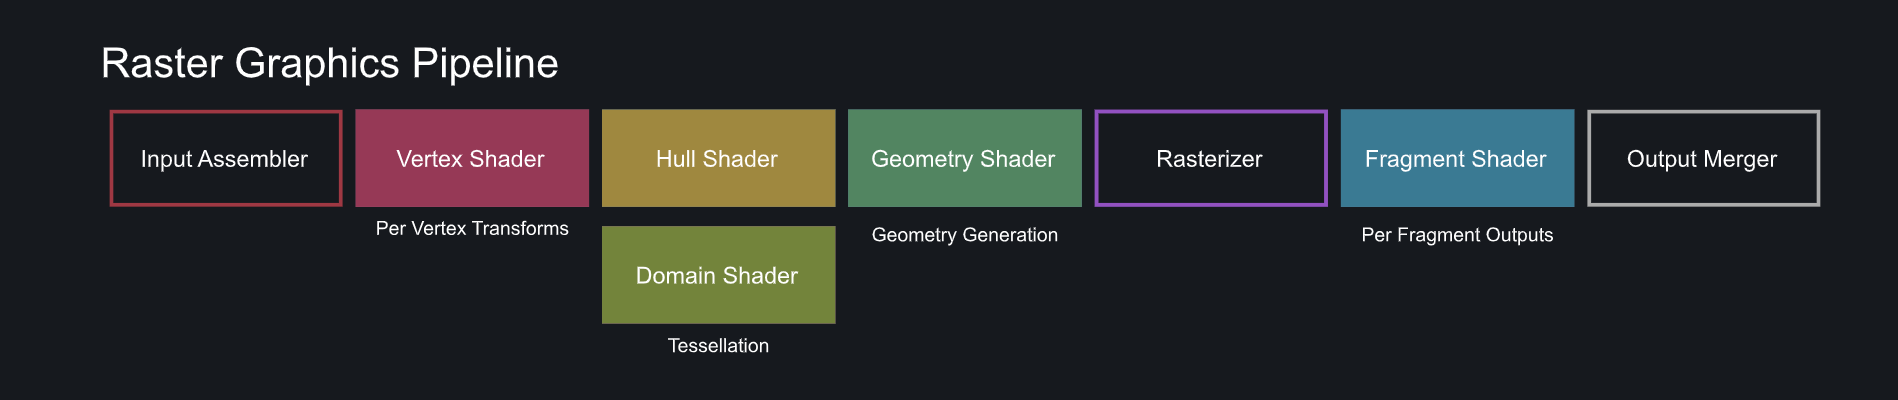 Raster Graphics Pipeline
Input Assembler
Vertex Shader
Per Vertex Transforms
Hull Shader
Domain Shader
Tessellation
Geometry Shader
Geometry Generation
Rasterizer
Fragment Shader
Per Fragment Outputs
Output Merger